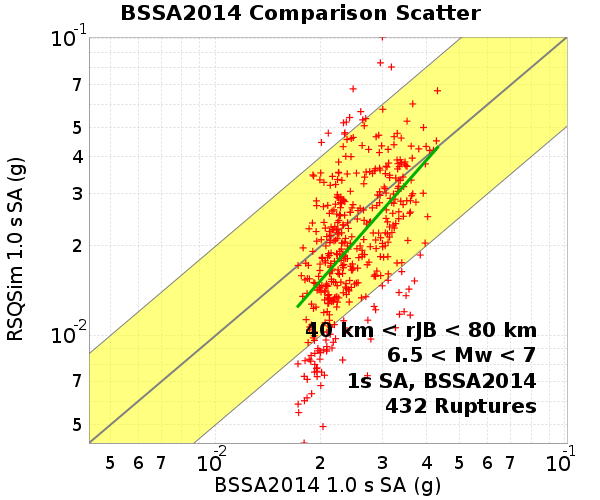 BSSA2014 Comparison Scatter
RSQSim 1.0 s SA (g)
10⁻¹
7
5
4
3
2
10⁻²
7
5
40 km < rJB < 80 km
6.5 < Mw < 7
1s SA, BSSA2014
432 Ruptures
5 6 7 10⁻² 2 3 4 5 6 7 10⁻¹
BSSA2014 1.0 s SA (g)